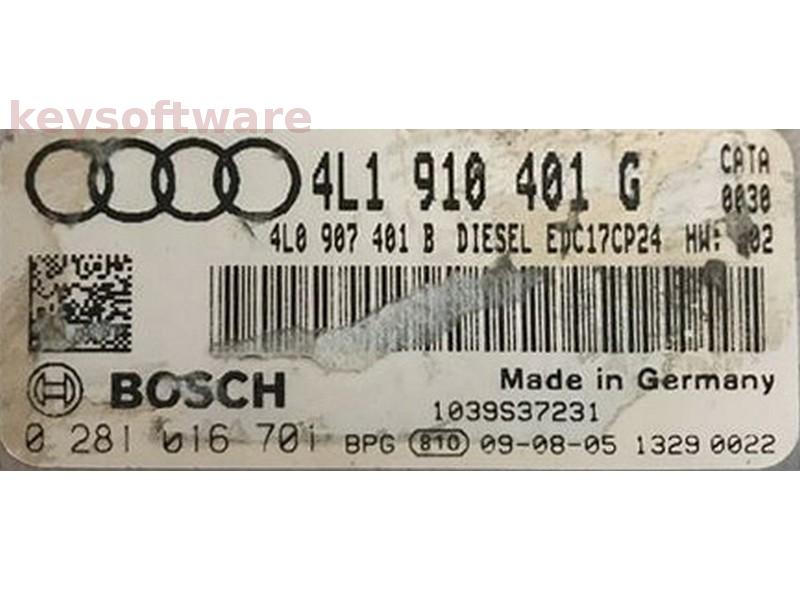 keysoftware
4L1 910 401 G CATA
0030
4L0 907 401 B DIESEL EDC17CP24 HW:
BOSCH Made in Germany
1039S37231
0 281 016 701 BPG 810 09-08-05 1329 0022